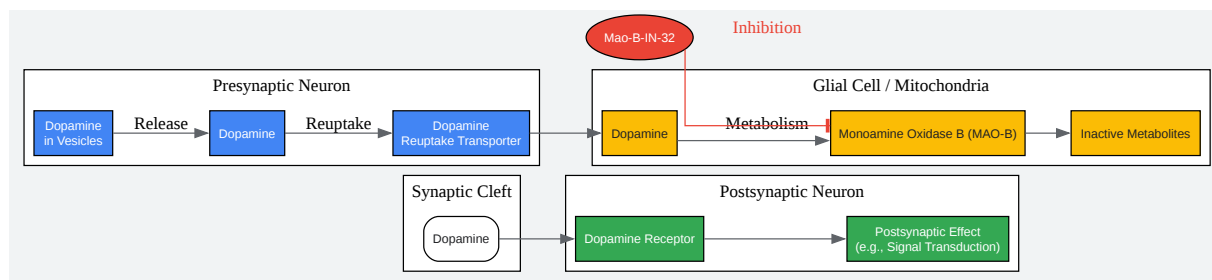 Mao-B-IN-32
Inhibition
Presynaptic Neuron
Dopamine
in Vesicles
Release
Dopamine
Reuptake
Dopamine
Reuptake Transporter
Glial Cell / Mitochondria
Dopamine
Metabolism
Monoamine Oxidase B (MAO-B)
Inactive Metabolites
Synaptic Cleft
Dopamine
Postsynaptic Neuron
Dopamine Receptor
Postsynaptic Effect
(e.g., Signal Transduction)